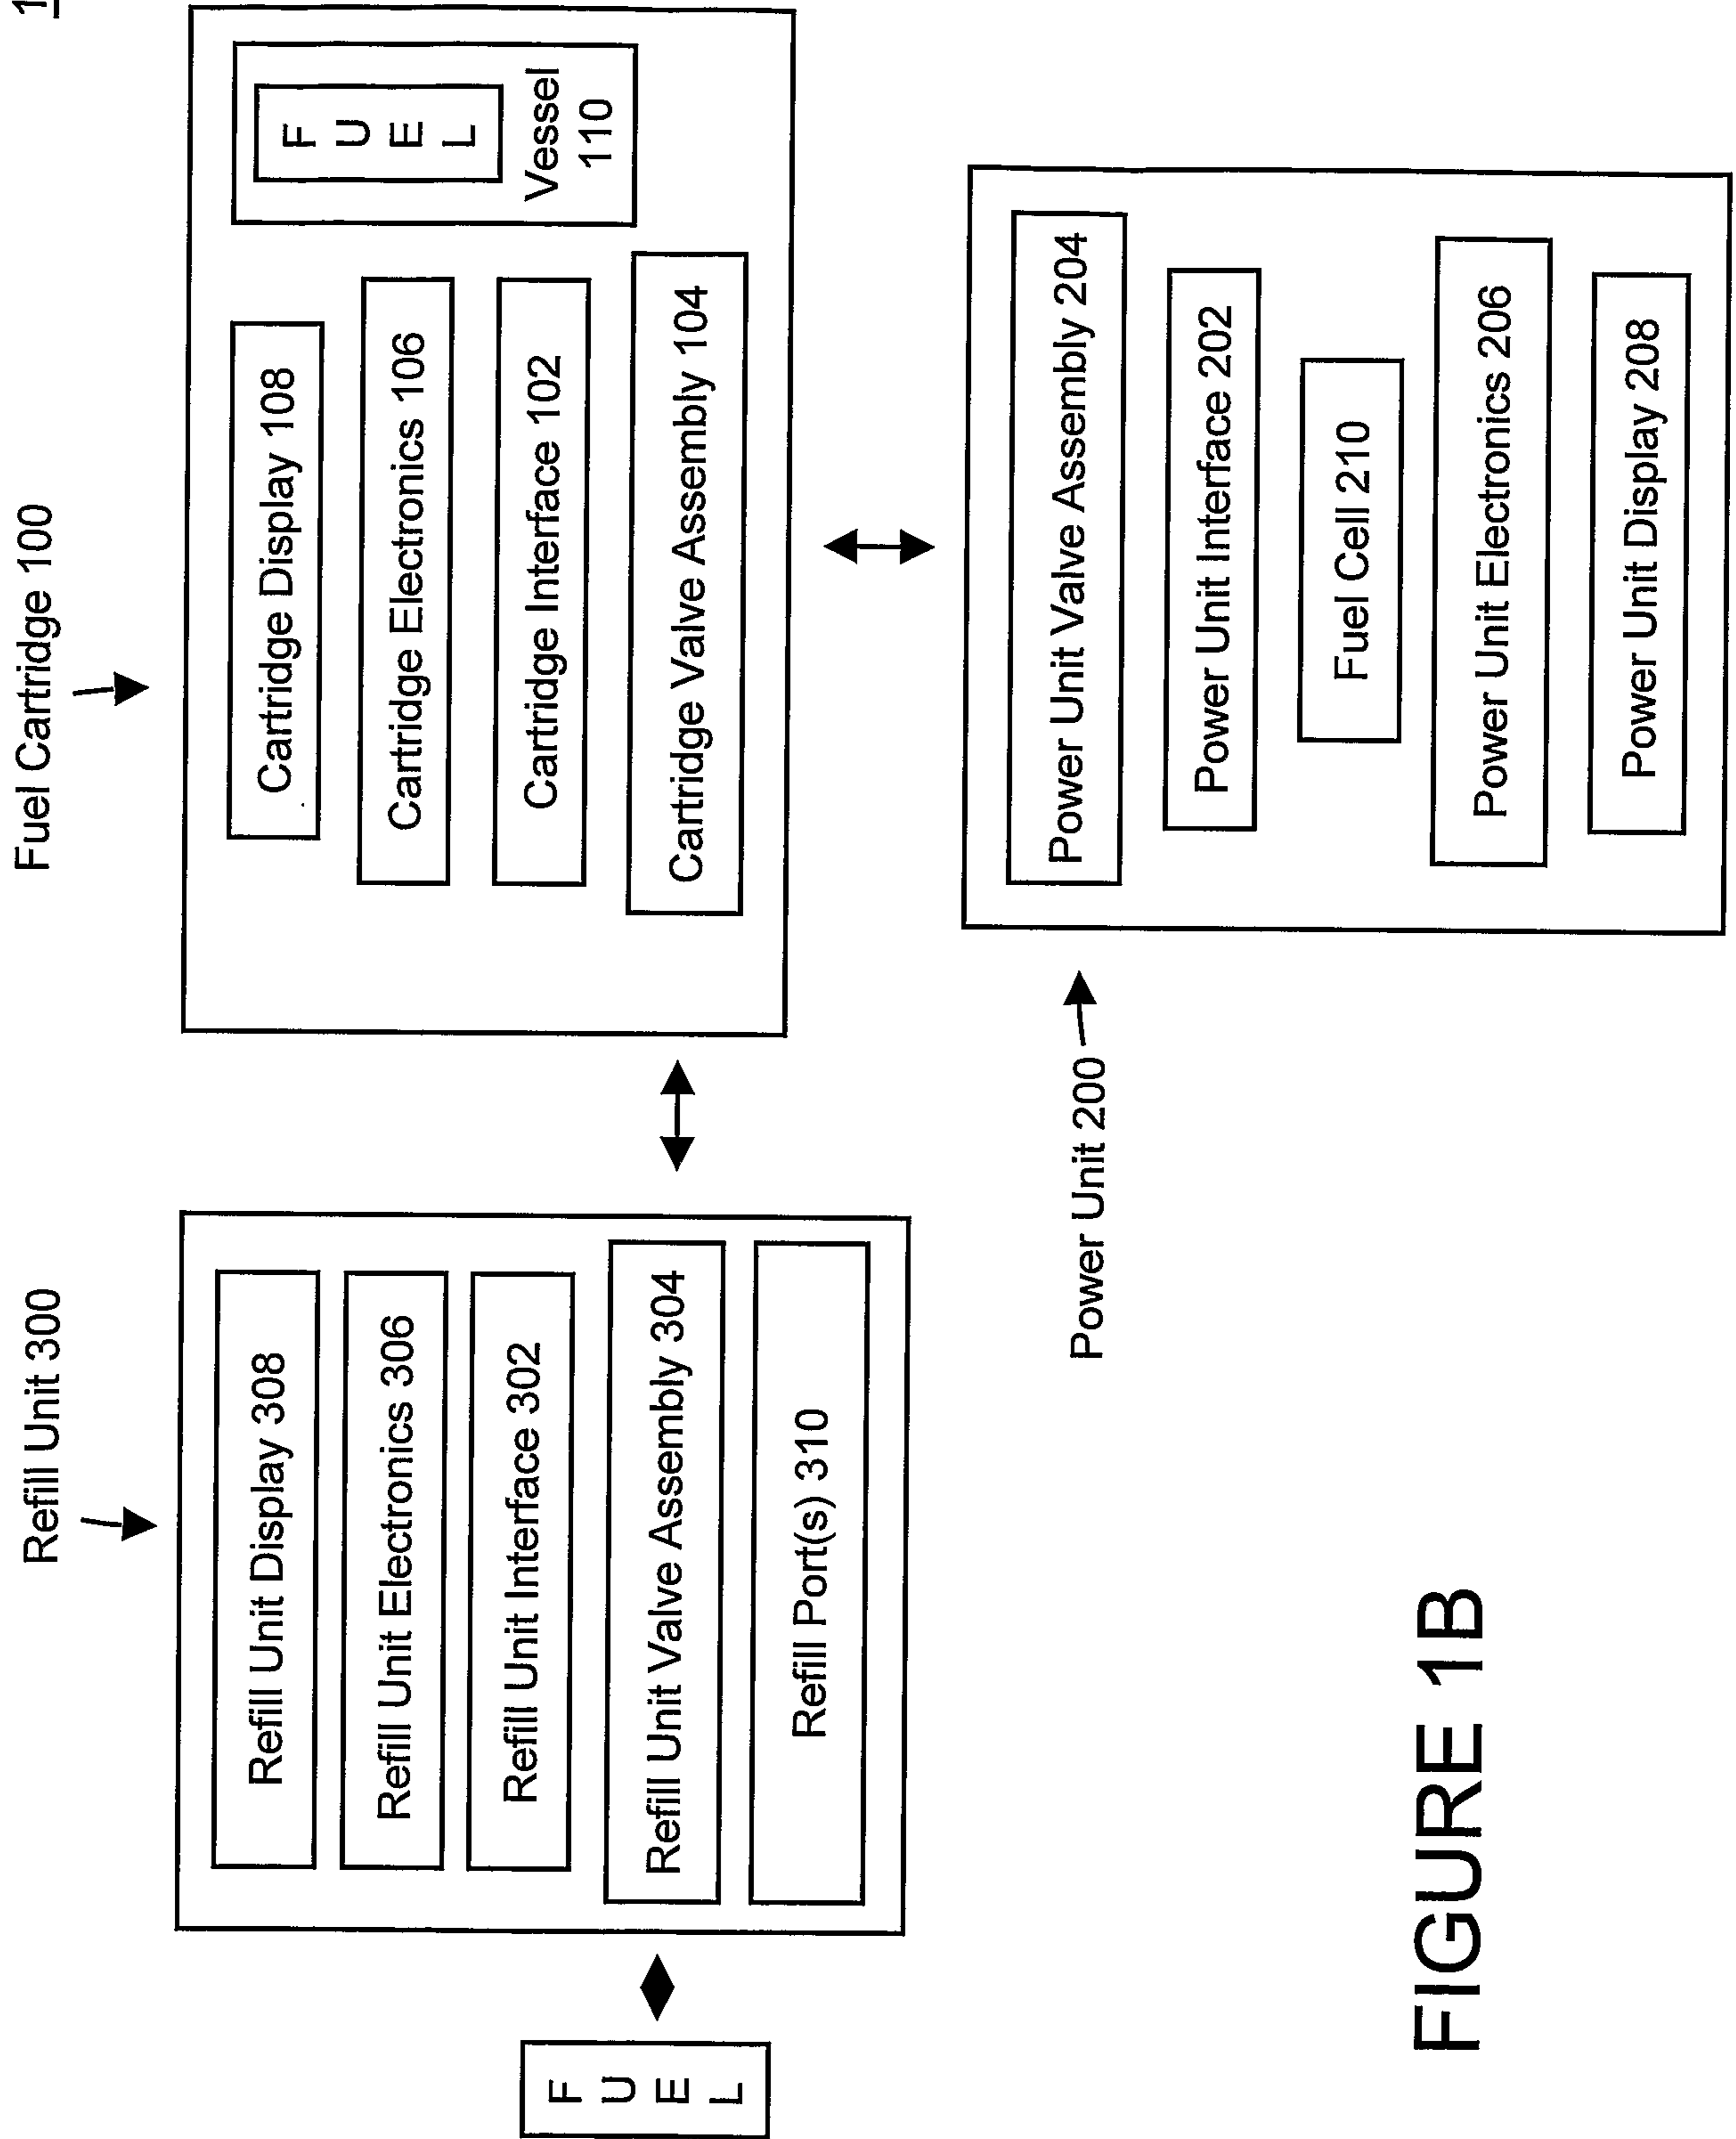 Refill Unit 300
Fuel Cartridge 100
1
FUEL
Refill Unit Display 308
Refill Unit Electronics 306
Refill Unit Interface 302
Refill Unit Valve Assembly 304
Refill Port(s) 310
Cartridge Display 108
Cartridge Electronics 106
Cartridge Interface 102
Cartridge Valve Assembly 104
FUEL
Vessel
110
Power Unit 200
Power Unit Valve Assembly 204
Power Unit Interface 202
Fuel Cell 210
Power Unit Electronics 206
Power Unit Display 208
FIGURE 1B